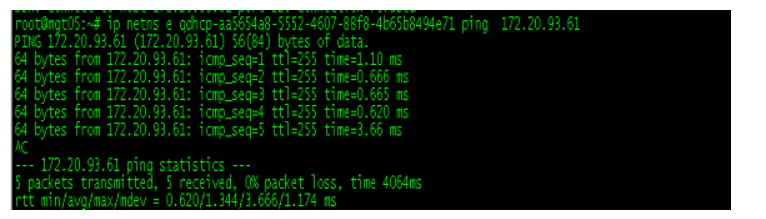 root@mgt05:~# ip netns e qdhcp-aa5654a8-5552-4607-88f8-4b65b8494e71 ping 172.20.93.61
PING 172.20.93.61 (172.20.93.61) 56(84) bytes of data.
64 bytes from 172.20.93.61: icmp_seq=1 ttl=255 time=1.10 ms
64 bytes from 172.20.93.61: icmp_seq=2 ttl=255 time=0.666 ms
64 bytes from 172.20.93.61: icmp_seq=3 ttl=255 time=0.665 ms
64 bytes from 172.20.93.61: icmp_seq=4 ttl=255 time=0.620 ms
64 bytes from 172.20.93.61: icmp_seq=5 ttl=255 time=3.66 ms
^C
--- 172.20.93.61 ping statistics ---
5 packets transmitted, 5 received, 0% packet loss, time 4064ms
rtt min/avg/max/mdev = 0.620/1.344/3.666/1.174 ms